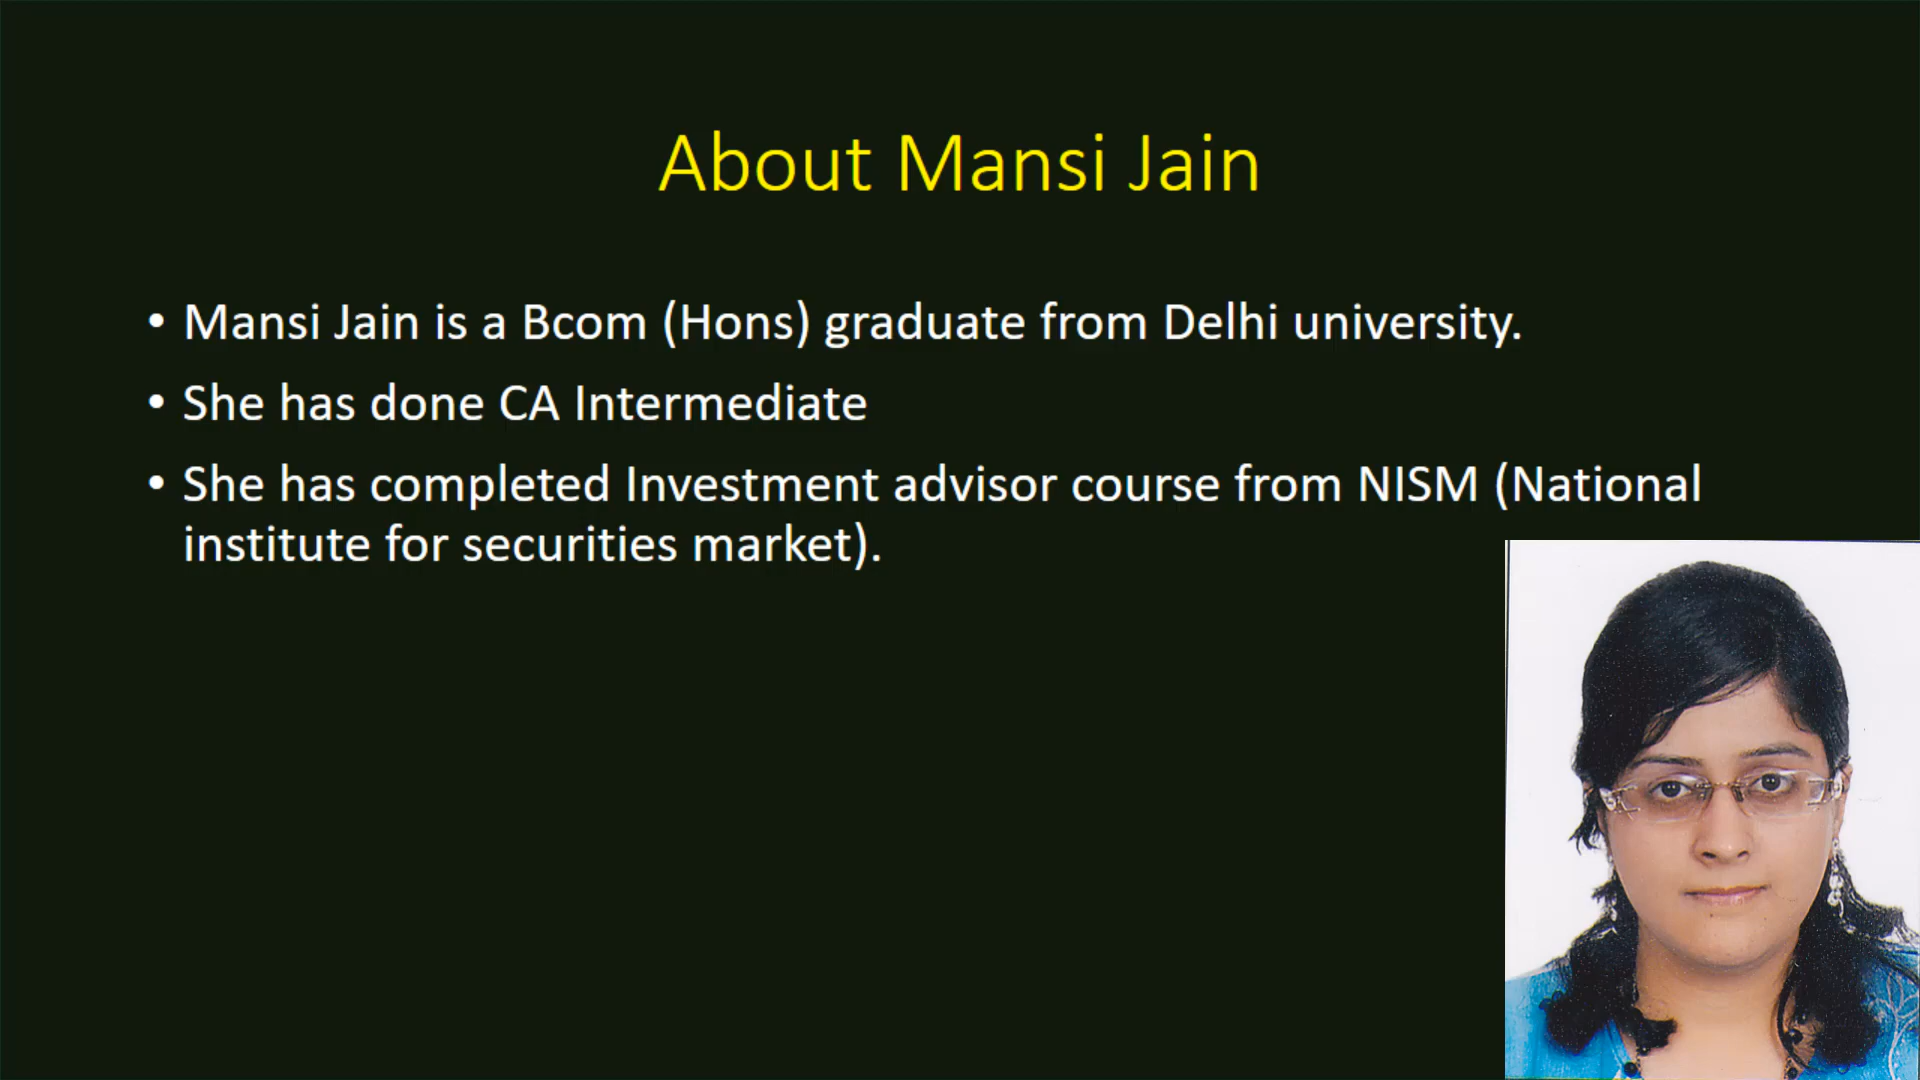 About Mansi Jain
• Mansi Jain is a Bcom (Hons) graduate from Delhi university.
• She has done CA Intermediate
• She has completed Investment advisor course from NISM (National
institute for securities market).